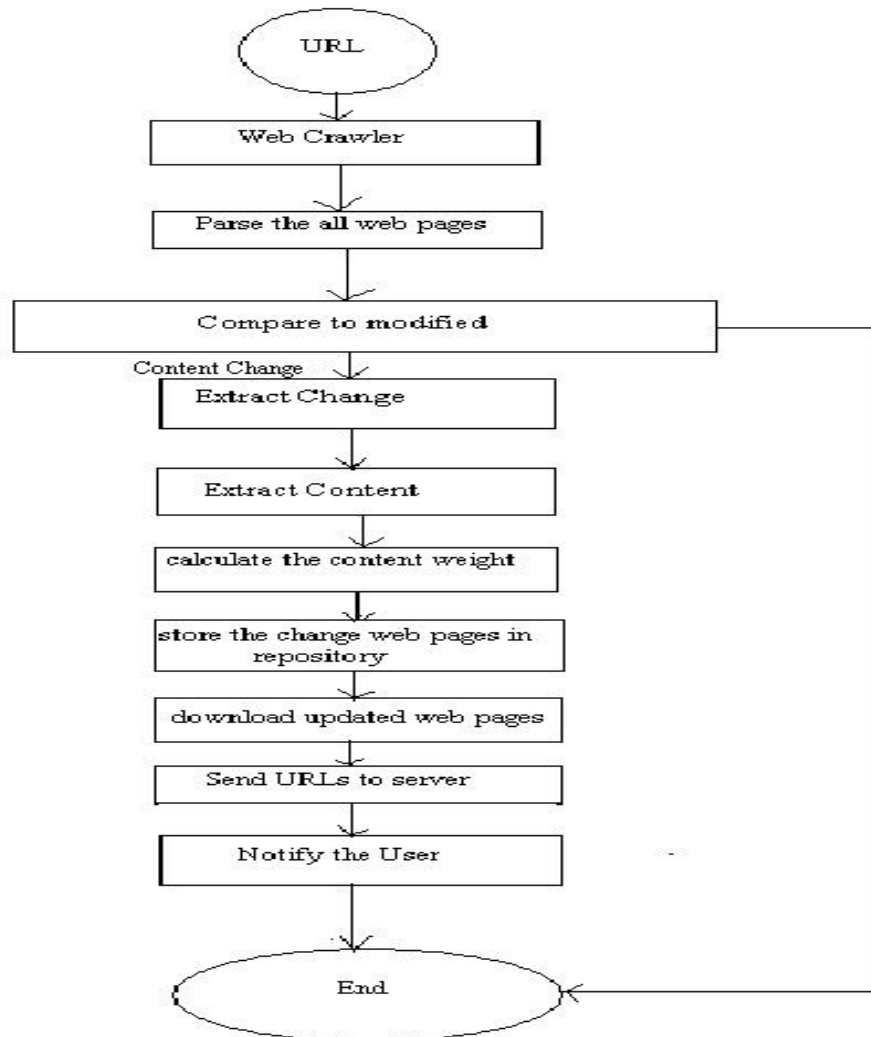 URL
Web Crawler
Parse the all web pages
Compare to modified
Content Change
Extract Change
Extract Content
calculate the content weight
store the change web pages in
repository
download updated web pages
Send URLs to server
Notify the User
End